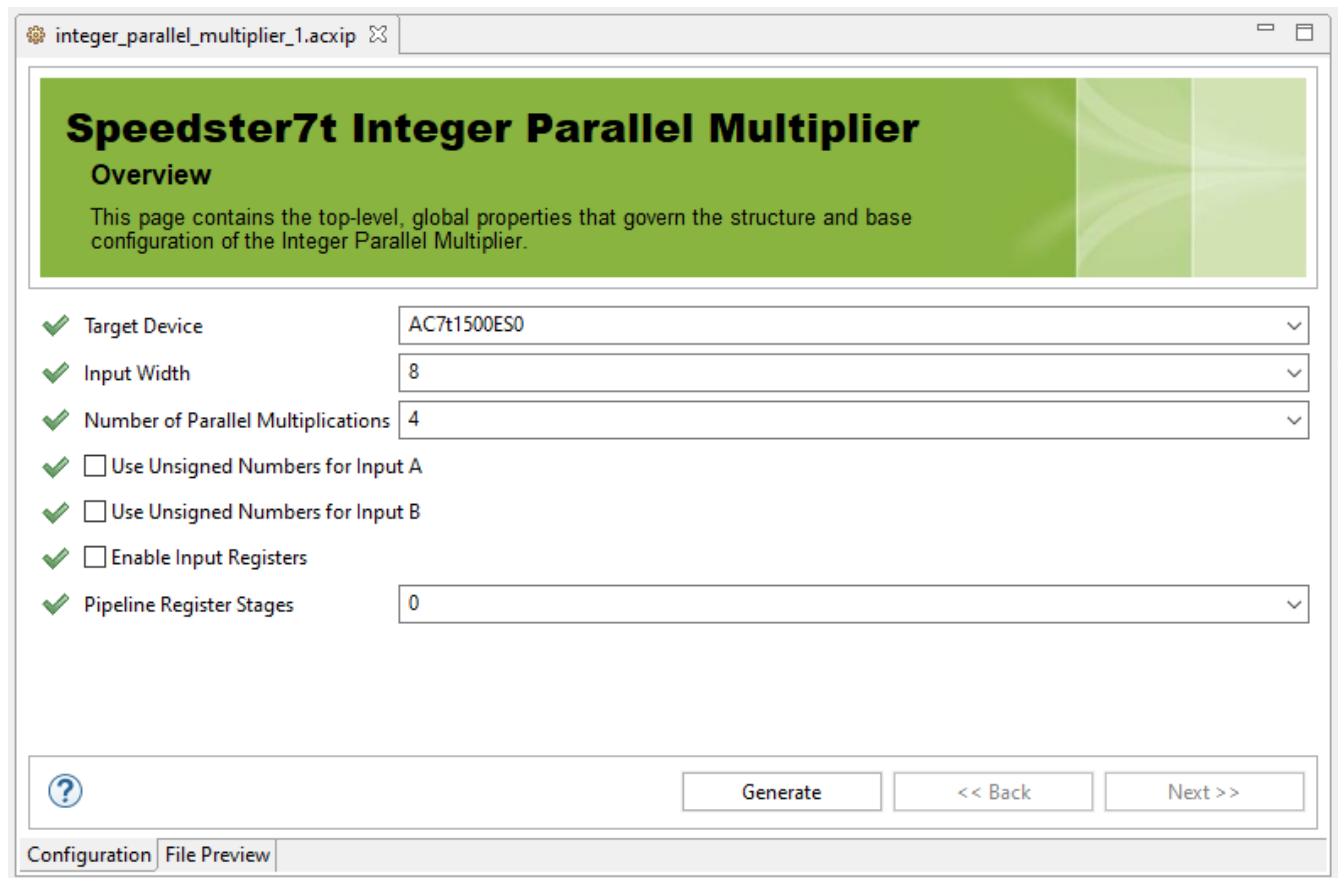 integer_parallel_multiplier_1.acxip
Speedster7t Integer Parallel Multiplier
Overview
This page contains the top-level, global properties that govern the structure and base
configuration of the Integer Parallel Multiplier.
Target Device AC7t1500ES0
Input Width 8
Number of Parallel Multiplications 4
Use Unsigned Numbers for Input A
Use Unsigned Numbers for Input B
Enable Input Registers
Pipeline Register Stages 0
? Generate << Back Next >>
Configuration File Preview